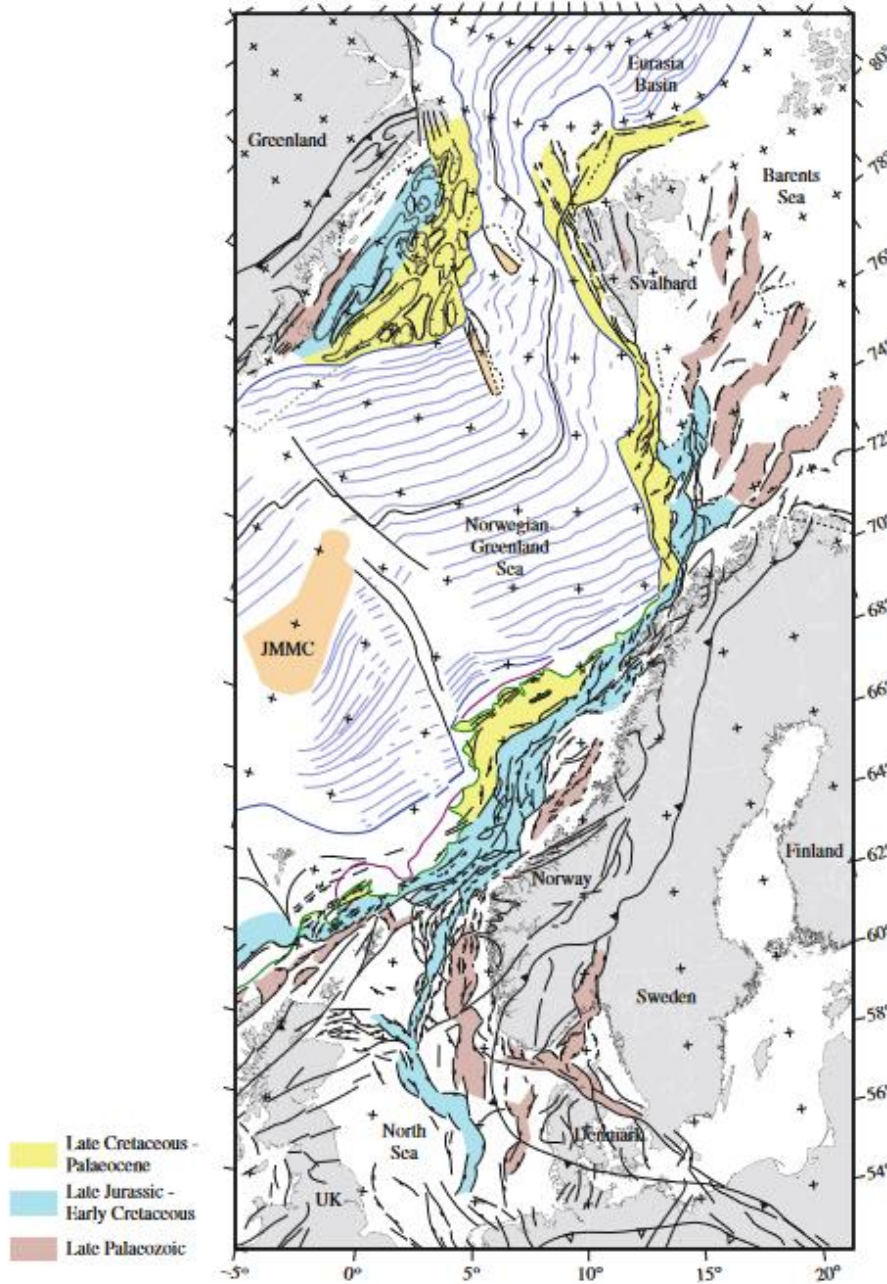 Eurasia
Basin
80°
Greenland
Barents
Sea
78°
Svalbard
76°
74°
72°
Norwegian
Greenland
Sea
70°
68°
JMMC
66°
64°
Finland
62°
Norway
60°
Sweden
58°
56°
North
Sea
Denmark
54°
UK
Late Cretaceous -
Palaeocene
Late Jurassic -
Early Cretaceous
Late Palaeozoic
-5° 0° 5° 10° 15° 20°